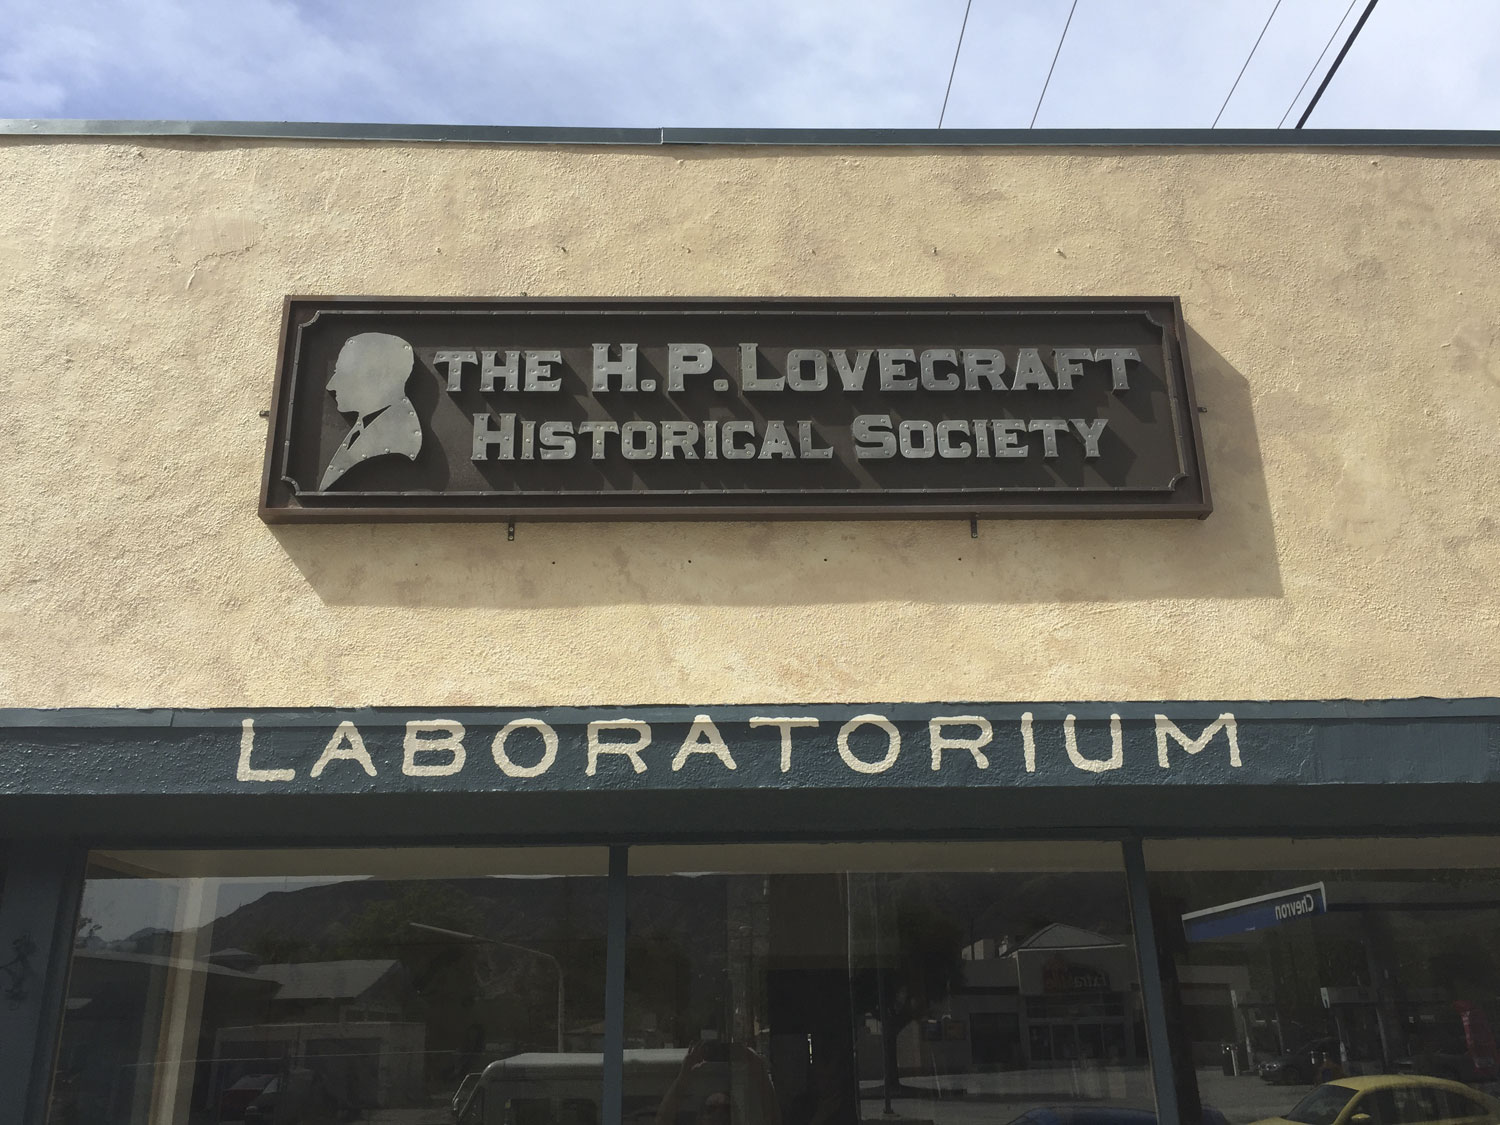 THE H. P. LOVECRAFT
HISTORICAL SOCIETY
LABORATORIUM
Chevron